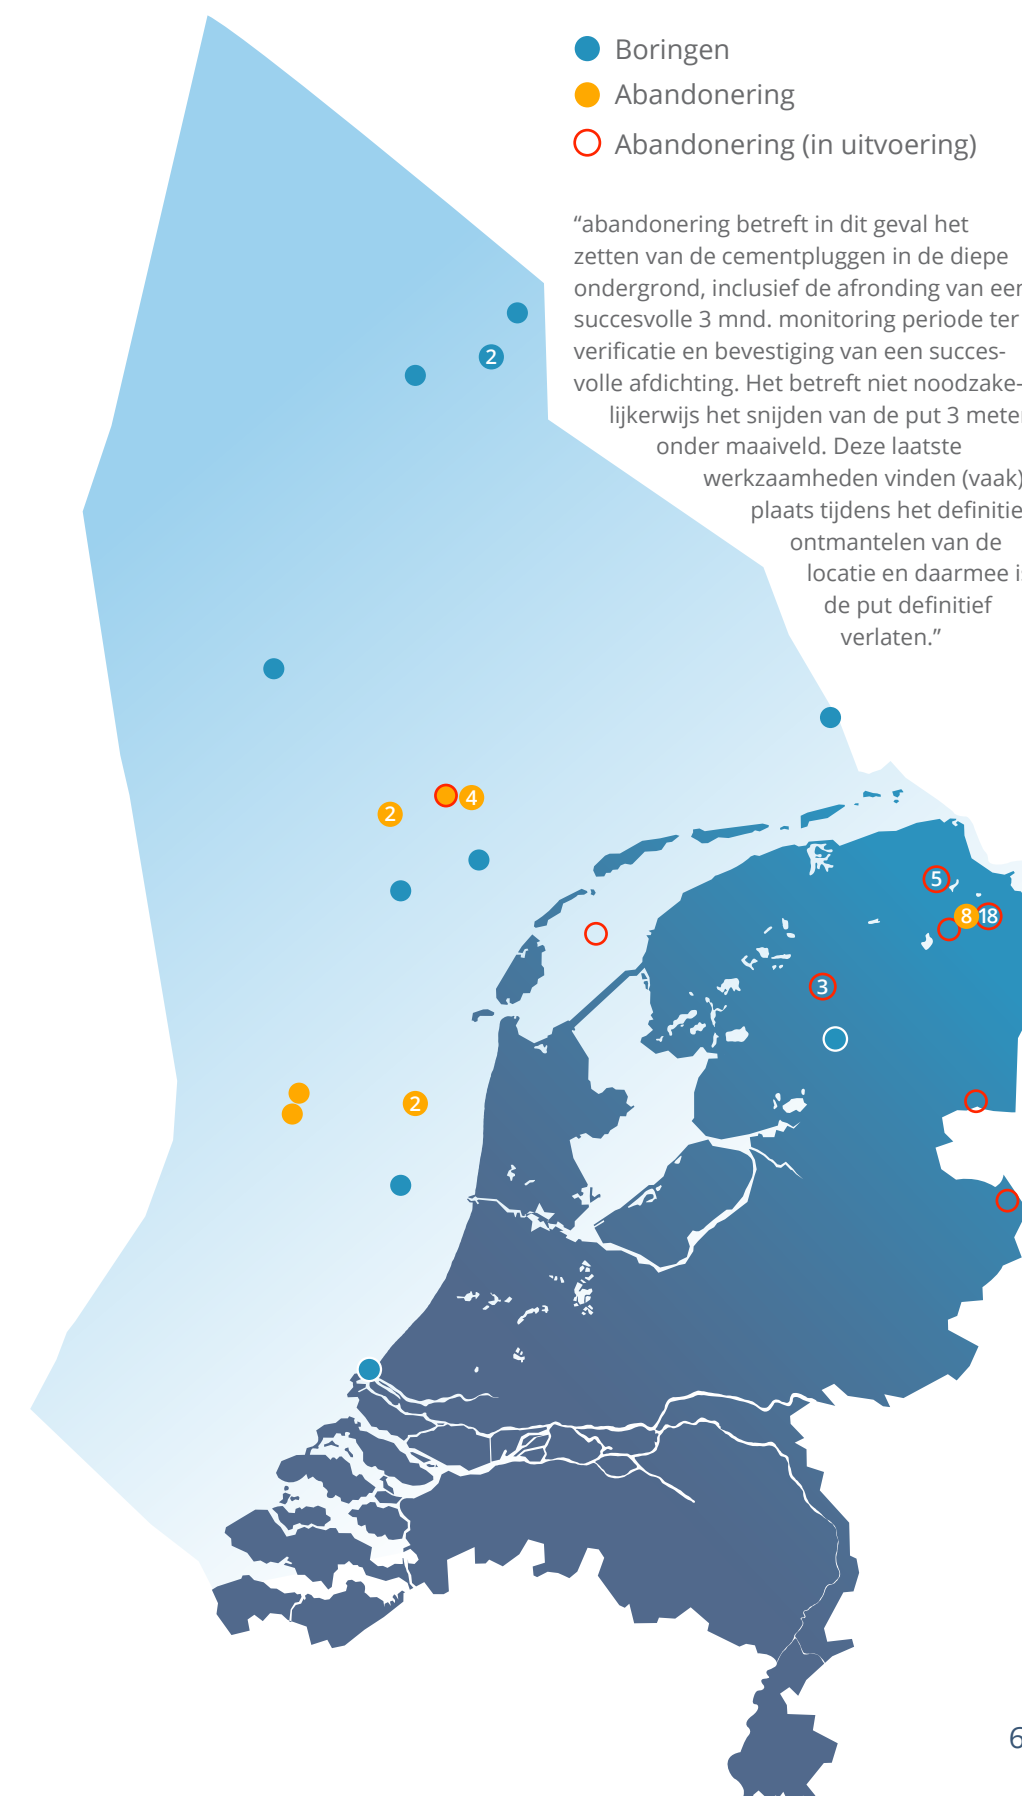 Boringen
Abandonering
Abandonering (in uitvoering)
“abandonering betreft in dit geval het
zetten van de cementpluggen in de diepe
ondergrond, inclusief de afronding van een
succesvolle 3 mnd. monitoring periode ter
verificatie en bevestiging van een succes-
volle afdichting. Het betreft niet noodzake-
lijkerwijs het snijden van de put 3 meter
onder maaiveld. Deze laatste
werkzaamheden vinden (vaak)
plaats tijdens het definitie
ontmantelen van de
locatie en daarmee is
de put definitief
verlaten.”
2
4
2
5
8
18
3
2
6